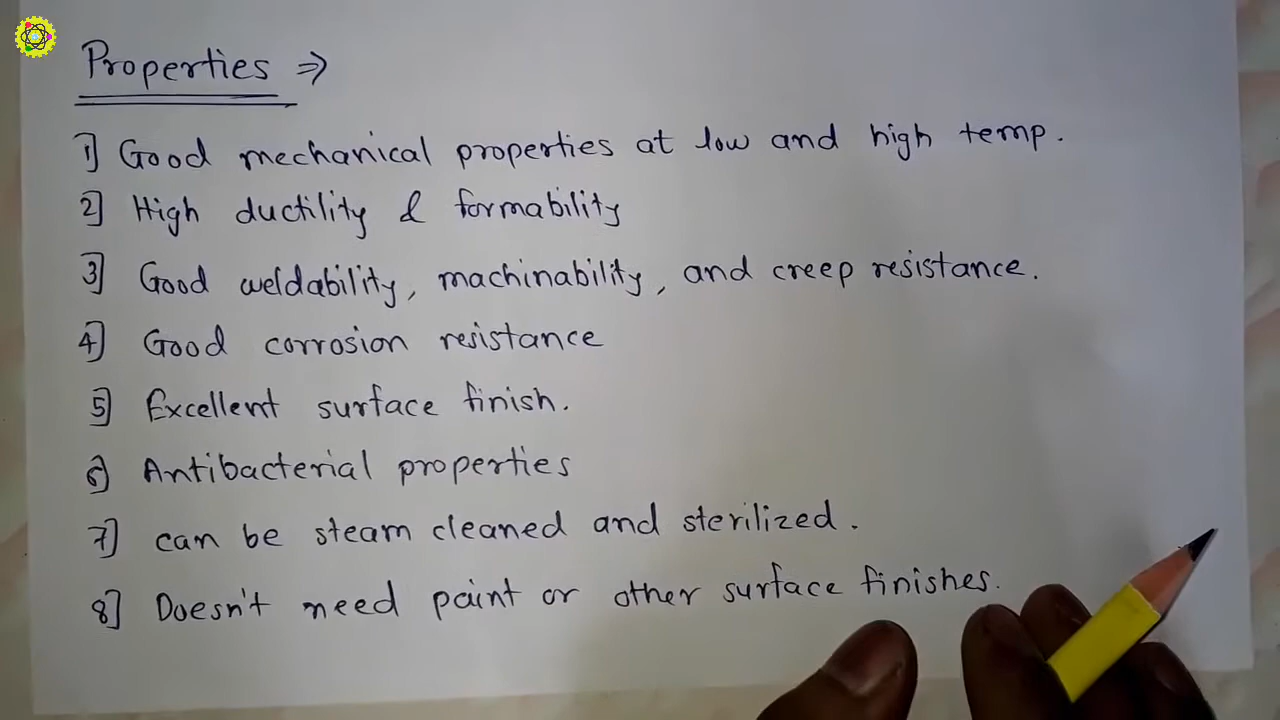 Properties ⇒
1] Good mechanical properties at low and high temp.
2] High ductility & formability
3] Good weldability, machinability, and creep resistance.
4] Good corrosion resistance
5] Excellent surface finish.
6] Antibacterial properties
7] can be steam cleaned and sterilized.
8] Doesn't need paint or other surface finishes.